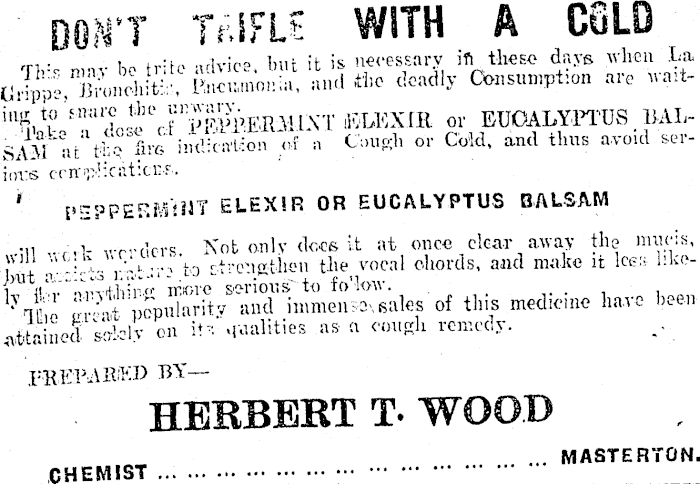 DON'T TRIFLE WITH A COLD
This may be trite advice, but it is necessary in these days when La
Grippe, Bronchitis, Pneumonia, and the deadly Consumption are wait-
ing to snare the unwary.
Take a dose of PEPPERMINT ELEXIR or EUCALYPTUS BAL-
SAM at the firs indication of a Cough or Cold, and thus avoid ser-
ious complications.
PEPPERMINT ELEXIR OR EUCALYPTUS BALSAM
will work wonders. Not only does it at once clear away the mucis,
but assists nature to strengthen the vocal chords, and make it less like-
ly for anything more serious to follow.
The great popularity and immense sales of this medicine have been
attained solely on its qualities as a cough remedy.
PREPARED BY—
HERBERT T. WOOD
CHEMIST ... ... ... ... ... ... ... ... ... ... ... ... ... MASTERTON.